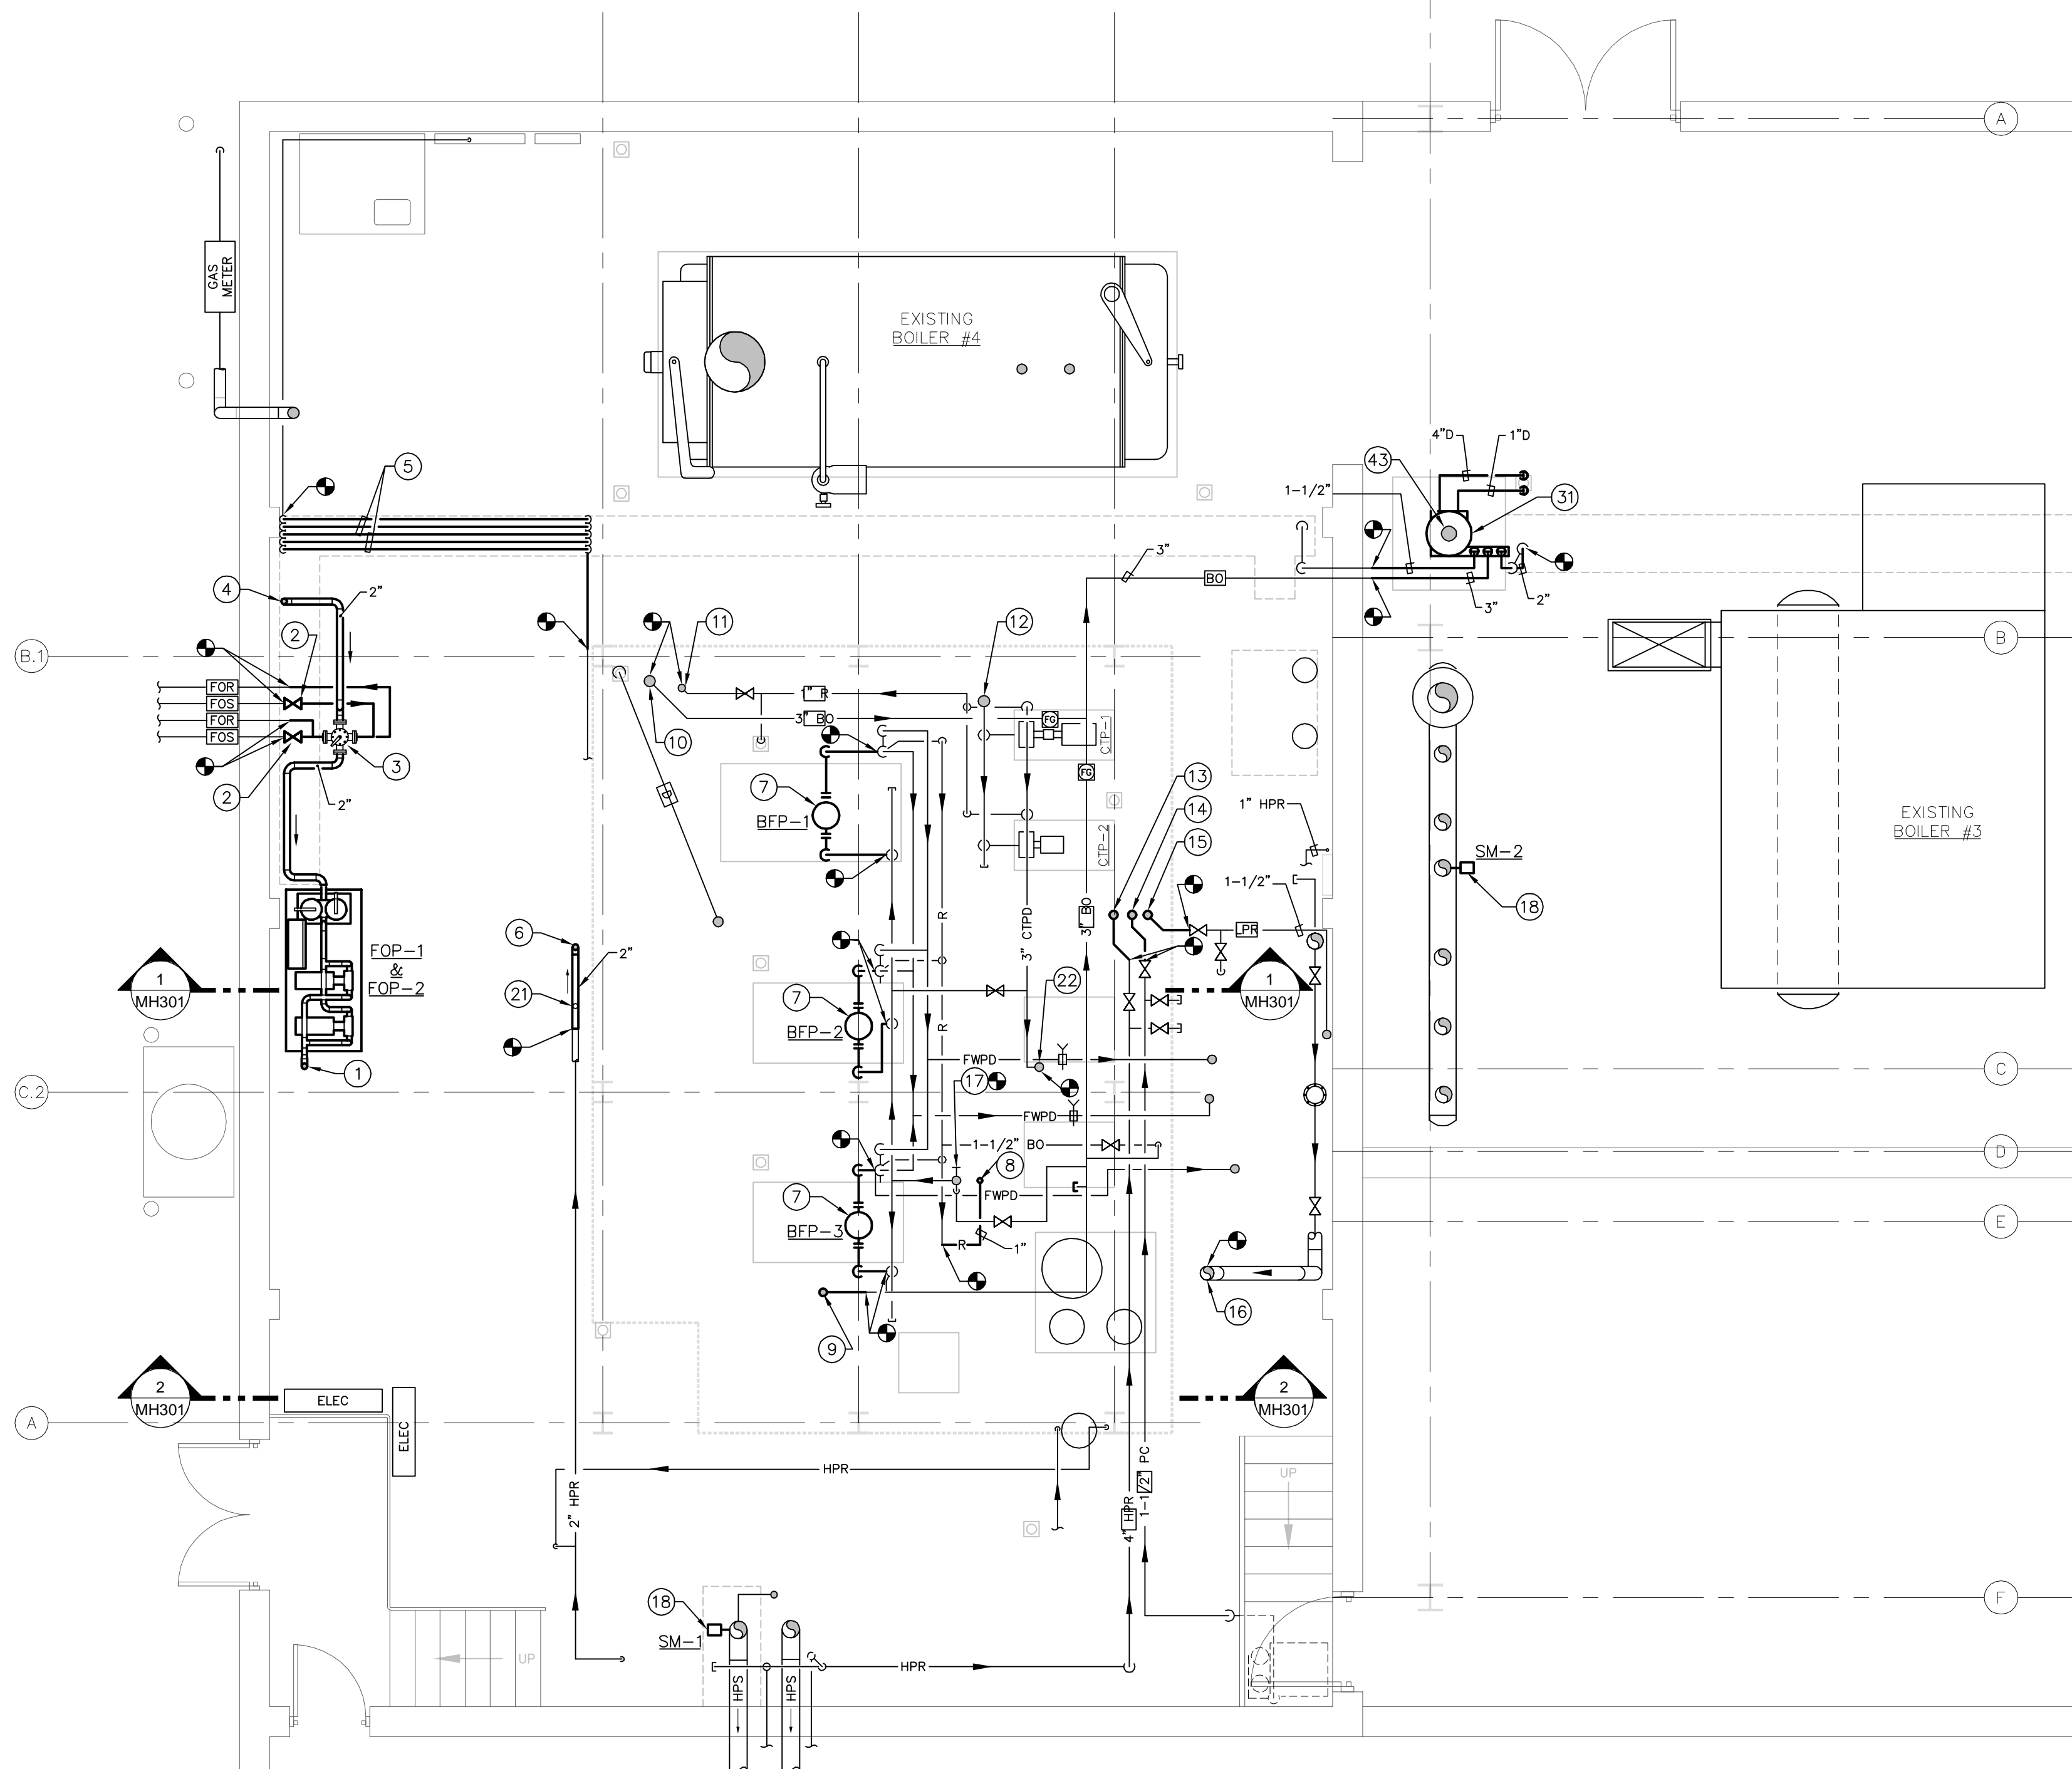 A
GAS
METER
EXISTING
BOILER #4
5
43
4"D
1"D
1-1/2"
31
3"
BO
2"
3"
4
2"
2
11
12
B.1
B
FOR
FOS
FOR
FOS
1" R
3" BO
FG
CTP-1
10
3
2
2"
7
BFP-1
FG
CTP-2
13
14
15
1" HPR
EXISTING
BOILER #3
SM-2
18
1-1/2"
R
3" CTPD
3" BO
LPR
6
2"
FOP-1
&
FOP-2
1
MH301
21
7
BFP-2
R
22
1
MH301
FWPD
1
17
C
C.2
FWPD
1-1/2" BO
8
D
7
BFP-3
FWPD
R
1"
E
16
9
2
MH301
ELEC
ELEC
2
MH301
A
HPR
2" HPR
4" HPR
1-1/2" PC
UP
18
SM-1
F
UP
HPR
HPS
HPS